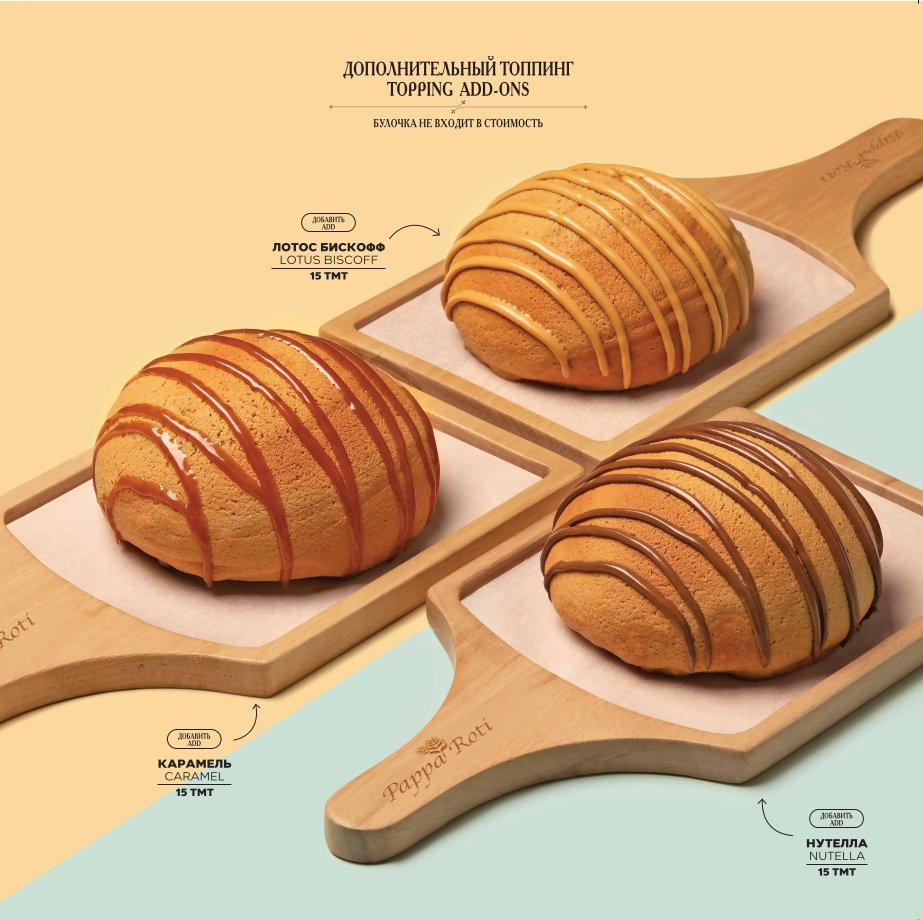 ДОПОЛНИТЕЛЬНЫЙ ТОППИНГ
TOPPING ADD-ONS
БУЛОЧКА НЕ ВХОДИТ В СТОИМОСТЬ
Pappa Roti
ДОБАВИТЬ
ADD
ЛОТОС БИСКОФФ
LOTUS BISCOFF
15 ТМТ
Roti
ДОБАВИТЬ
ADD
КАРАМЕЛЬ
CARAMEL
15 ТМТ
Pappa Roti
ДОБАВИТЬ
ADD
НУТЕЛЛА
NUTELLA
15 ТМТ